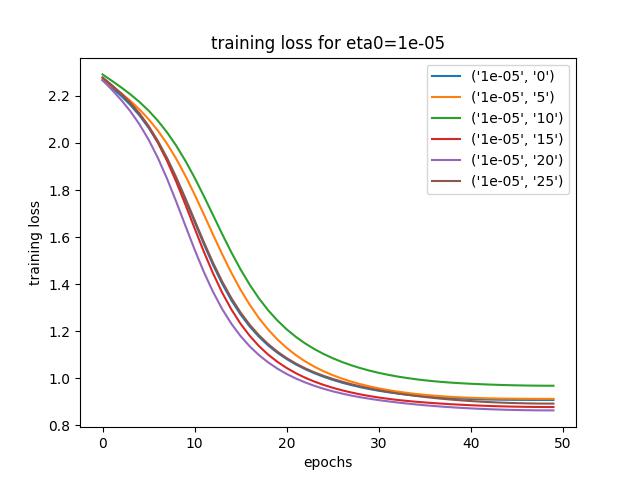 training loss for eta0=1e-05
('1e-05', '0')
('1e-05', '5')
('1e-05', '10')
('1e-05', '15')
('1e-05', '20')
('1e-05', '25')
training loss
2.2
2.0
1.8
1.6
1.4
1.2
1.0
0.8
0 10 20 30 40 50
epochs